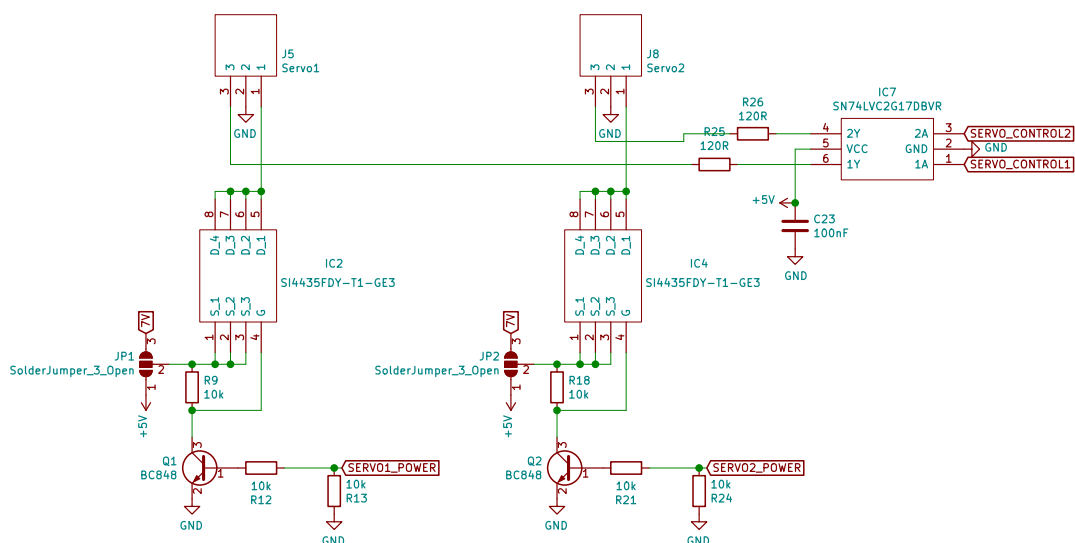 J5
Servo1
3
2
1
3
2
1
GND
J8
Servo2
3
2
1
3
2
1
GND
R26
120R
R25
120R
IC7
SN74LVC2G17DBVR
4
2Y
2A
3
SERVO_CONTROL2
5
VCC
GND
2
GND
6
1Y
1A
1
SERVO_CONTROL1
+5V
C23
100nF
GND
8
7
6
5
D_4
D_3
D_2
D_1
IC2
SI4435FDY-T1-GE3
S_1
S_2
S_3
G
1
2
3
4
8
7
6
5
D_4
D_3
D_2
D_1
IC4
SI4435FDY-T1-GE3
S_1
S_2
S_3
G
1
2
3
4
7V
3
JP1
SolderJumper_3_Open
2
1
+5V
R9
10k
7V
3
JP2
SolderJumper_3_Open
2
1
+5V
R18
10k
Q1
BC848
3
1
2
GND
10k
R12
SERVO1_POWER
10k
R13
GND
Q2
BC848
3
1
2
GND
10k
R21
SERVO2_POWER
10k
R24
GND